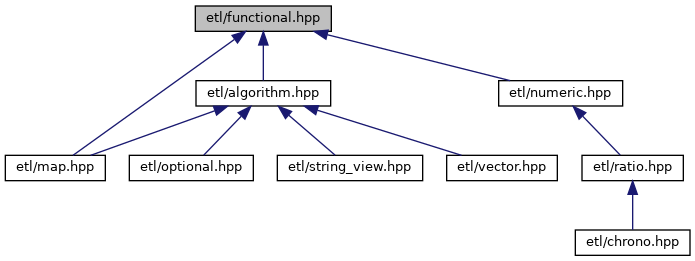 etl/functional.hpp
etl/algorithm.hpp
etl/numeric.hpp
etl/map.hpp
etl/optional.hpp
etl/string_view.hpp
etl/vector.hpp
etl/ratio.hpp
etl/chrono.hpp